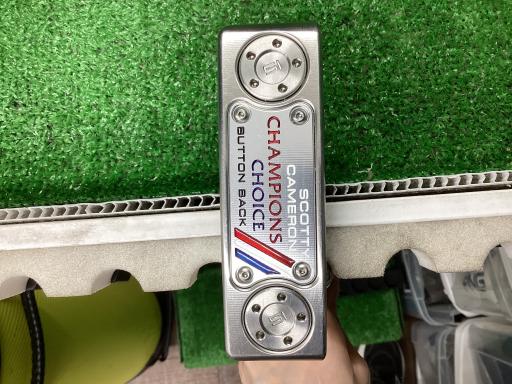 SCOTTY
CAMERON
CHAMPIONS
CHOICE
BUTTON BACK